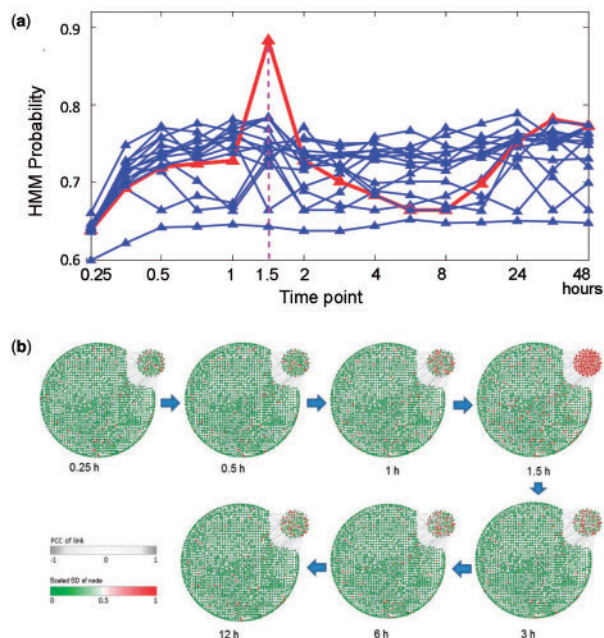 (a)
0.9
0.8
0.7
0.6
HMM Probability
0.25 0.5 1 1.5 2 4 8 24 48
hours
Time point
(b)
0.25 h 0.5 h 1 h 1.5 h
PCC of link
-1 0 1
Scaled SD of node
0 0.5 1
12 h 6 h 3 h